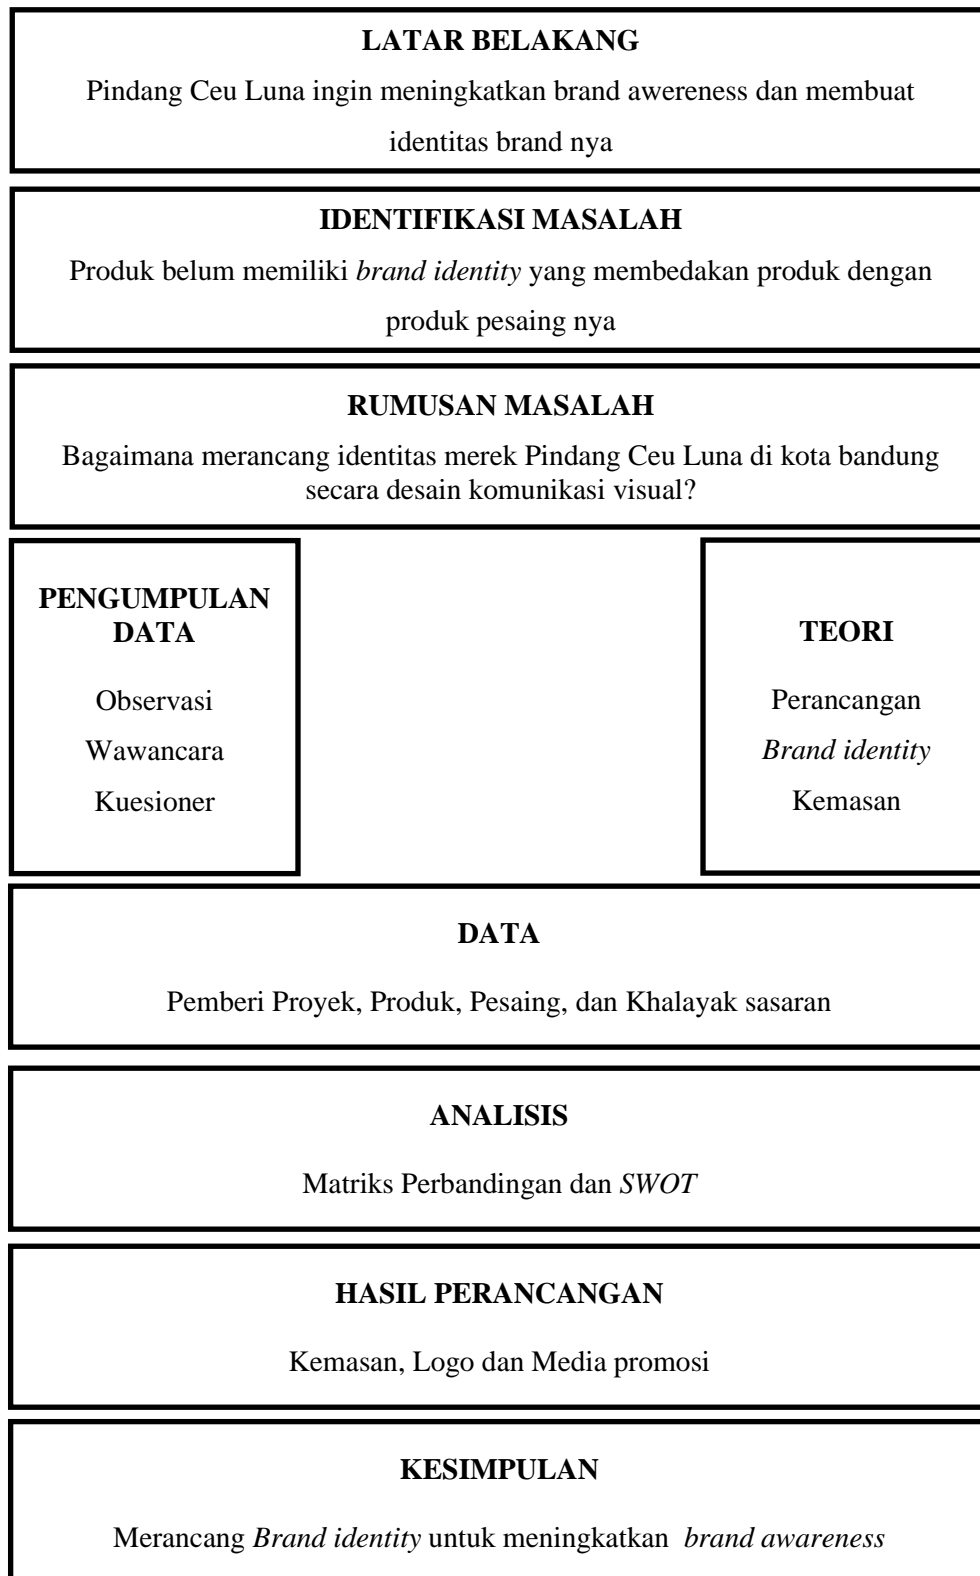 LATAR BELAKANG
Pindang Ceu Luna ingin meningkatkan brand awereness dan membuat
identitas brand nya
IDENTIFIKASI MASALAH
Produk belum memiliki brand identity yang membedakan produk dengan
produk pesaing nya
RUMUSAN MASALAH
Bagaimana merancang identitas merek Pindang Ceu Luna di kota bandung
secara desain komunikasi visual?
PENGUMPULAN
DATA
Observasi
Wawancara
Kuesioner
TEORI
Perancangan
Brand identity
Kemasan
DATA
Pemberi Proyek, Produk, Pesaing, dan Khalayak sasaran
ANALISIS
Matriks Perbandingan dan SWOT
HASIL PERANCANGAN
Kemasan, Logo dan Media promosi
KESIMPULAN
Merancang Brand identity untuk meningkatkan  brand awareness